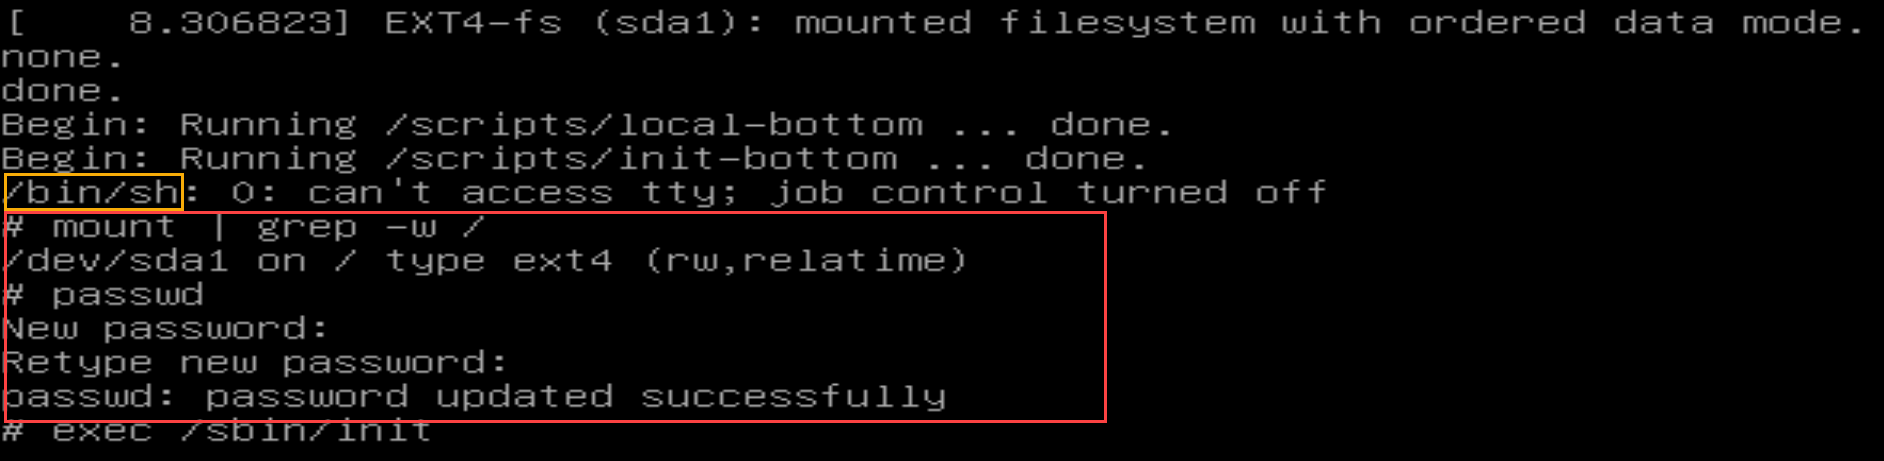 [    8.306823] EXT4-fs (sda1): mounted filesystem with ordered data mode.
none.
done.
Begin: Running /scripts/local-bottom ... done.
Begin: Running /scripts/init-bottom ... done.
/bin/sh: 0: can't access tty; job control turned off
# mount | grep -w /
/dev/sda1 on / type ext4 (rw,relatime)
# passwd
New password:
Retype new password:
passwd: password updated successfully
# exec /sbin/init